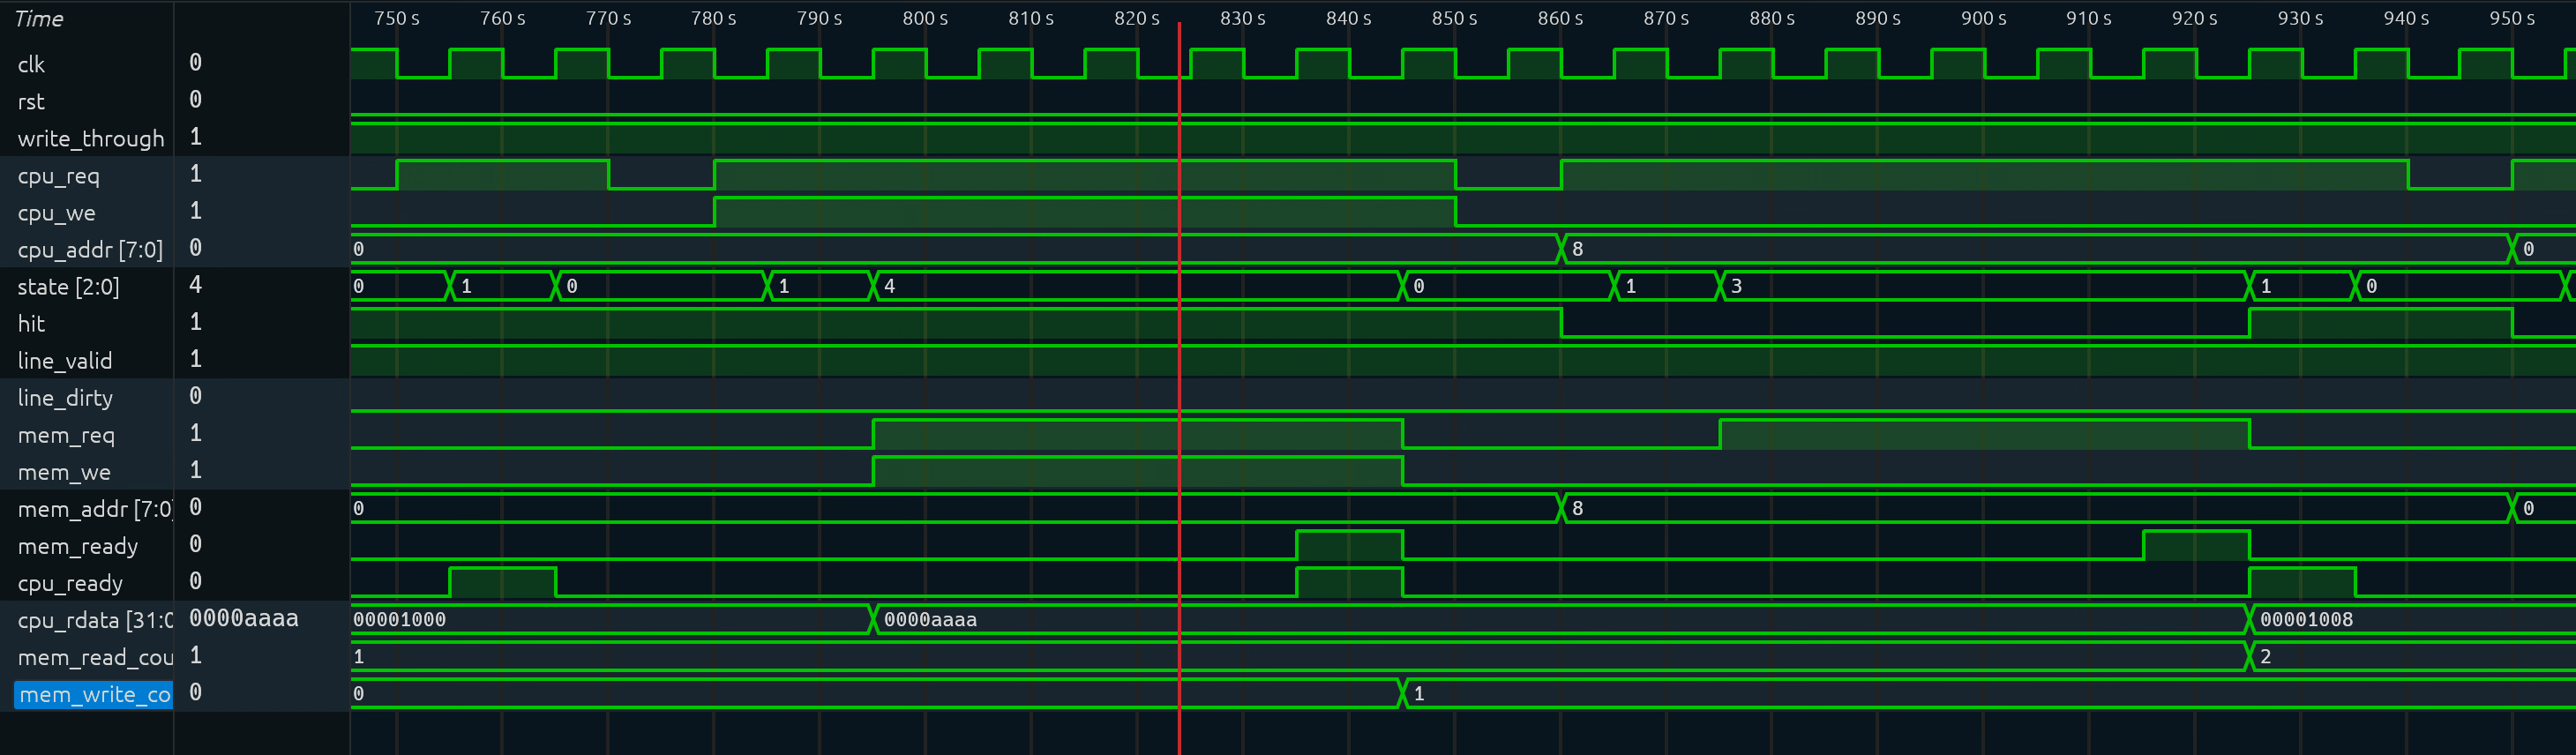 Time 750 s 760 s 770 s 780 s 790 s 800 s 810 s 820 s 830 s 840 s 850 s 860 s 870 s 880 s 890 s 900 s 910 s 920 s 930 s 940 s 950 s
clk 0
rst 0
write_through 1
cpu_req 1
cpu_we 1
cpu_addr [7:0] 0 0 8 0
state [2:0] 4 0 1 0 1 4 0 1 3 1 0
hit 1
line_valid 1
line_dirty 0
mem_req 1
mem_we 1
mem_addr [7:0] 0 0 8 0
mem_ready 0
cpu_ready 0
cpu_rdata [31:0 0000aaaa 00001000 0000aaaa 00001008
mem_read_cou 1 1 2
mem_write_co 0 0 1